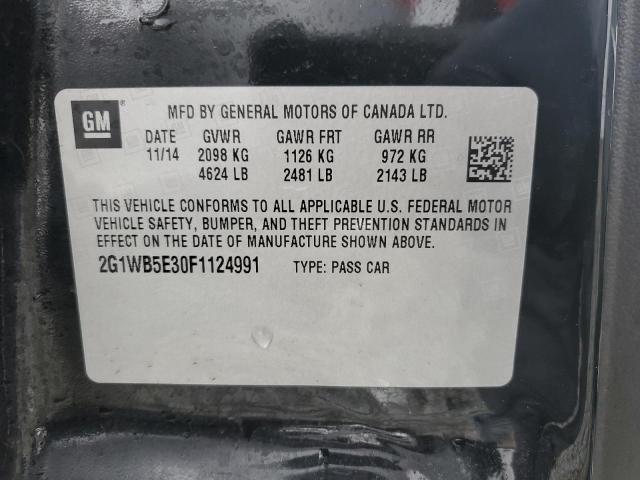 GM®
MFD BY GENERAL MOTORS OF CANADA LTD.
DATE GVWR GAWR FRT GAWR RR
11/14 2098 KG 1126 KG 972 KG
4624 LB 2481 LB 2143 LB
THIS VEHICLE CONFORMS TO ALL APPLICABLE U.S. FEDERAL MOTOR
VEHICLE SAFETY, BUMPER, AND THEFT PREVENTION STANDARDS IN
EFFECT ON THE DATE OF MANUFACTURE SHOWN ABOVE.
2G1WB5E30F1124991 TYPE: PASS CAR